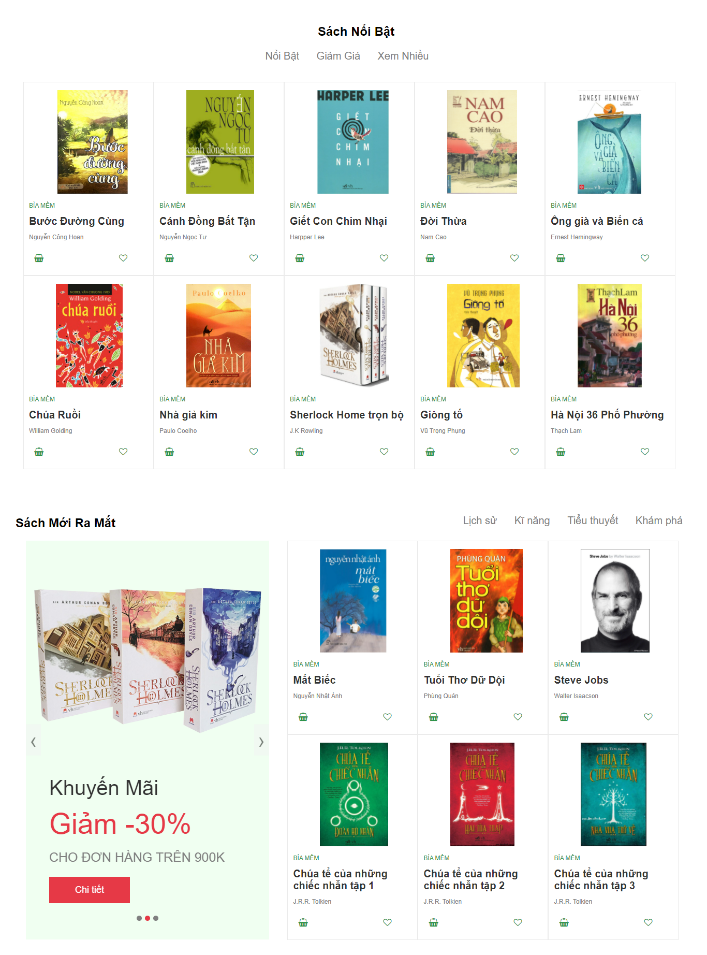 Sách Nổi Bật
Nổi Bật Giảm Giá Xem Nhiều
Nguyễn Công Hoan
Bước đường cùng
NGUYỄN NGỌC TƯ
cánh đồng bất tận
HARPER LEE
GIẾT CON CHIM NHẠI
NAM CAO
Đời thừa
ERNEST HEMINGWAY
ÔNG GIÀ VÀ BIỂN CẢ
BÌA MỀM BÌA MỀM BÌA MỀM BÌA MỀM BÌA MỀM
Bước Đường Cùng Cánh Đồng Bất Tận Giết Con Chim Nhại Đời Thừa Ông già và Biển cả
Nguyễn Công Hoan Nguyễn Ngọc Tư Harpper Lee Nam Cao Ernest Hemingway
William Golding
chúa ruồi
Paulo Coelho
NHÀ GIẢ KIM
SHERLOCK HOLMES
VŨ TRỌNG PHỤNG
Giông tố
Thạch Lam
Hà Nội 36 phố phường
BÌA MỀM BÌA MỀM BÌA MỀM BÌA MỀM BÌA MỀM
Chúa Ruồi Nhà giả kim Sherlock Home trọn bộ Giông tố Hà Nội 36 Phố Phường
William Golding Paulo Coelho J.K Rowling Vũ Trọng Phụng Thạch Lam
Sách Mới Ra Mắt
Lịch sử Kĩ năng Tiểu thuyết Khám phá
SHERLOCK HOLMES
SHERLOCK HOLMES
SHERLOCK HOLMES
Khuyến Mãi
Giảm -30%
CHO ĐƠN HÀNG TRÊN 900K
Chi tiết
nguyễn nhật ánh
mắt biếc
PHÙNG QUÁN
Tuổi thơ dữ dội
Steve Jobs
BÌA MỀM BÌA MỀM BÌA MỀM
Mắt Biếc Tuổi Thơ Dữ Dội Steve Jobs
Nguyễn Nhật Ánh Phùng Quán Walter Isaacson
CHÚA TỂ CHIẾC NHẪN
CHÚA TỂ CHIẾC NHẪN
CHÚA TỂ CHIẾC NHẪN
BÌA MỀM BÌA MỀM BÌA MỀM
Chúa tể của những Chúa tể của những Chúa tể của những
chiếc nhẫn tập 1 chiếc nhẫn tập 2 chiếc nhẫn tập 3
J.R.R. Tolkien J.R.R. Tolkien J.R.R. Tolkien